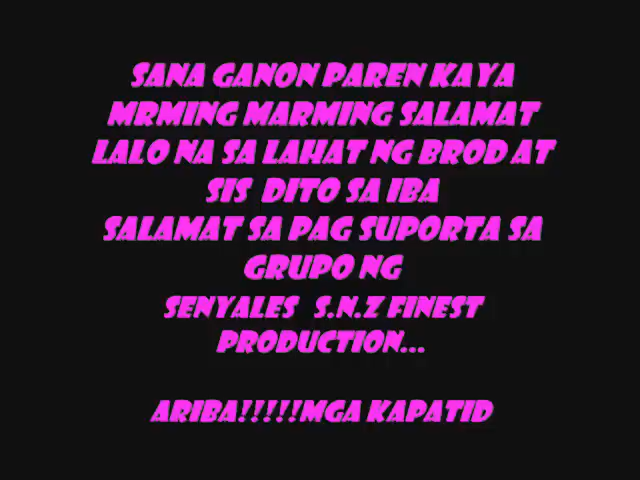 SANA GANON PAREN KAYA
MRMING MARMING SALAMAT
LALO NA SA LAHAT NG BROD AT
SIS DITO SA IBA
SALAMAT SA PAG SUPORTA SA
GRUPO NG
SENYALES S.N.Z FINEST
PRODUCTION...
ARIBA!!!!!MGA KAPATID